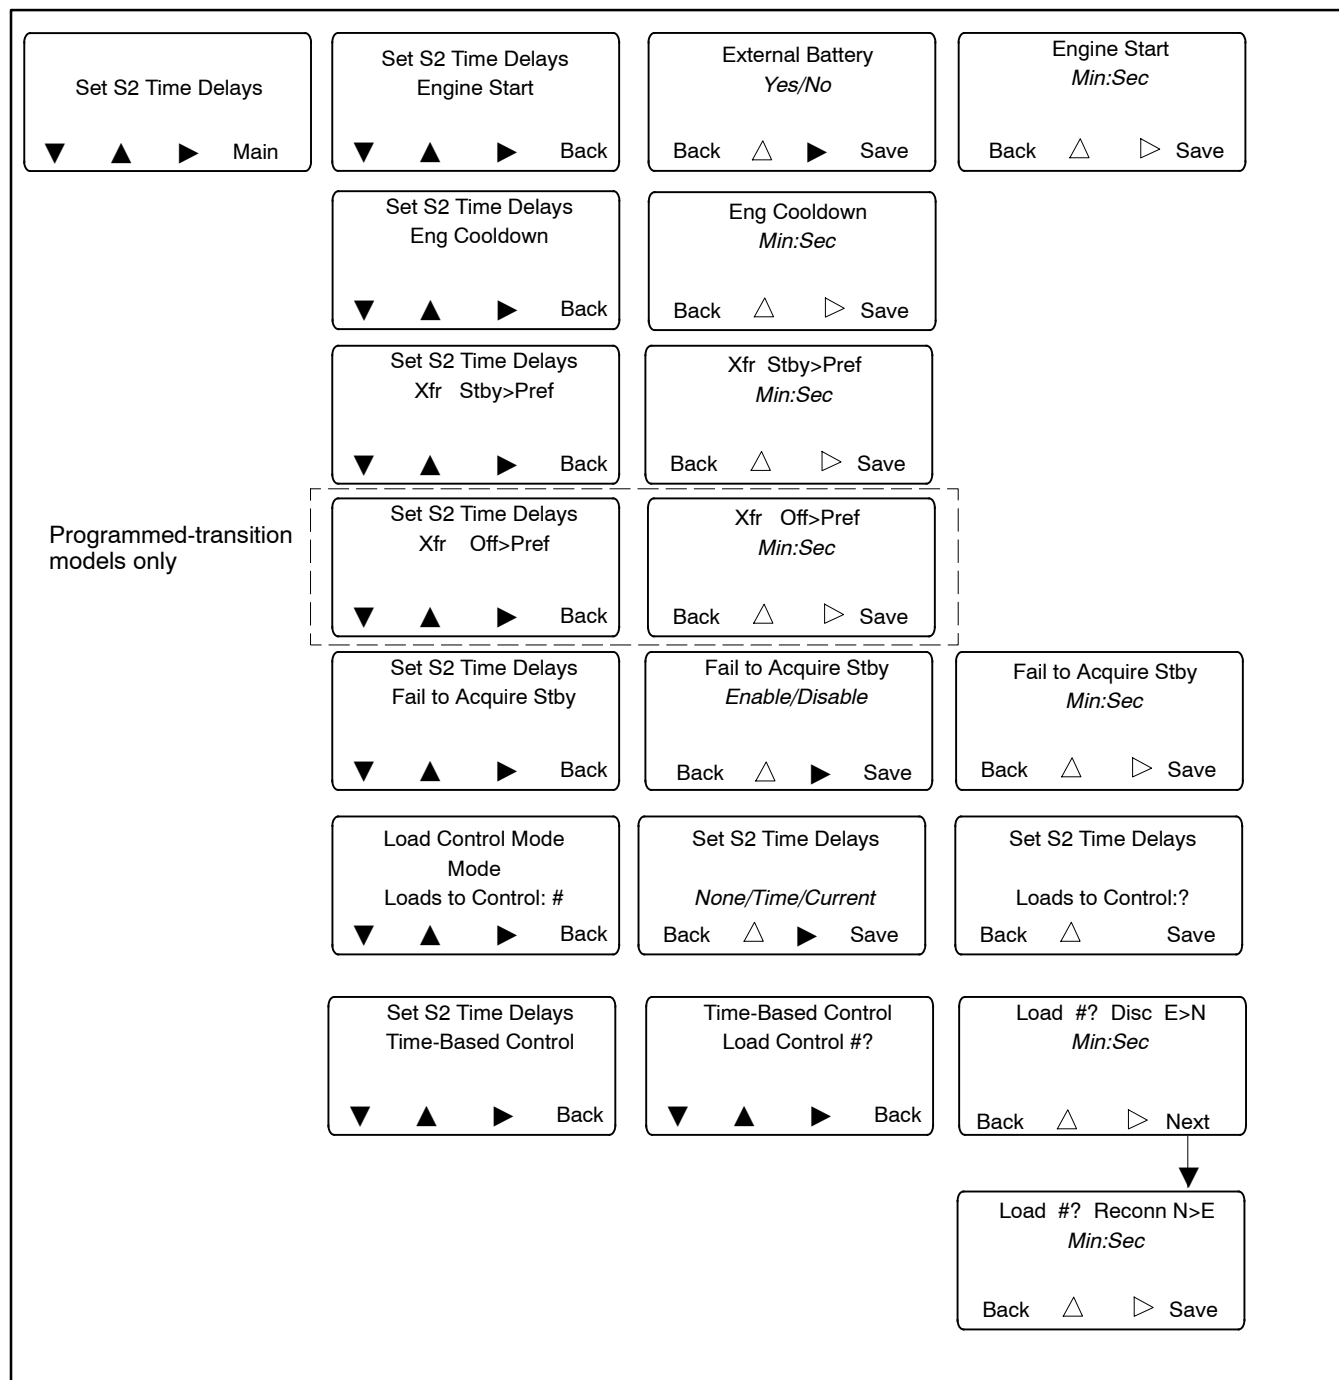 Set S2 Time Delays
▼ ▲ ▶ Main
Set S2 Time Delays
Engine Start
▼ ▲ ▶ Back
External Battery
Yes/No
Back △ ▶ Save
Engine Start
Min:Sec
Back △ ▷ Save
Set S2 Time Delays
Eng Cooldown
▼ ▲ ▶ Back
Eng Cooldown
Min:Sec
Back △ ▷ Save
Set S2 Time Delays
Xfr Stby>Pref
▼ ▲ ▶ Back
Xfr Stby>Pref
Min:Sec
Back △ ▷ Save
Programmed-transition
models only
Set S2 Time Delays
Xfr Off>Pref
▼ ▲ ▶ Back
Xfr Off>Pref
Min:Sec
Back △ ▷ Save
Set S2 Time Delays
Fail to Acquire Stby
▼ ▲ ▶ Back
Fail to Acquire Stby
Enable/Disable
Back △ ▶ Save
Fail to Acquire Stby
Min:Sec
Back △ ▷ Save
Load Control Mode
Mode
Loads to Control: #
▼ ▲ ▶ Back
Set S2 Time Delays
None/Time/Current
Back △ ▶ Save
Set S2 Time Delays
Loads to Control:?
Back △ Save
Set S2 Time Delays
Time-Based Control
▼ ▲ ▶ Back
Time-Based Control
Load Control #?
▼ ▲ ▶ Back
Load #? Disc E>N
Min:Sec
Back △ ▷ Next
Load #? Reconn N>E
Min:Sec
Back △ ▷ Save